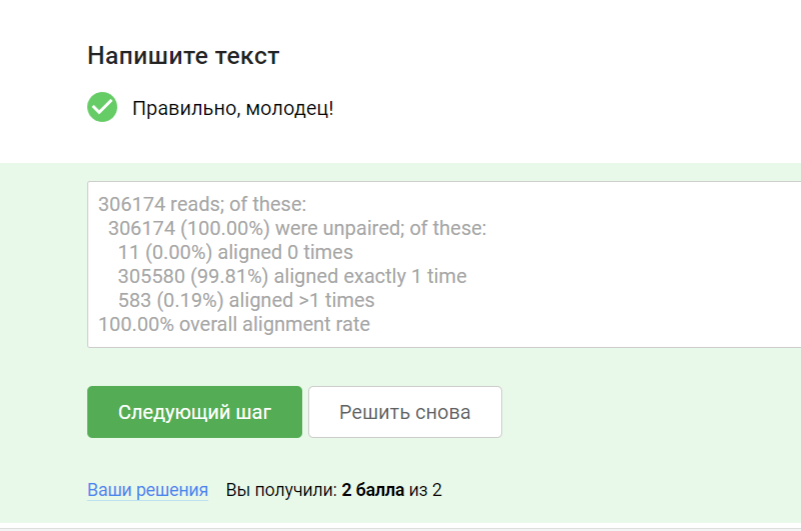 Напишите текст
Правильно, молодец!
306174 reads; of these:
306174 (100.00%) were unpaired; of these:
11 (0.00%) aligned 0 times
305580 (99.81%) aligned exactly 1 time
583 (0.19%) aligned >1 times
100.00% overall alignment rate
Следующий шаг Решить снова
Ваши решения Вы получили: 2 балла из 2